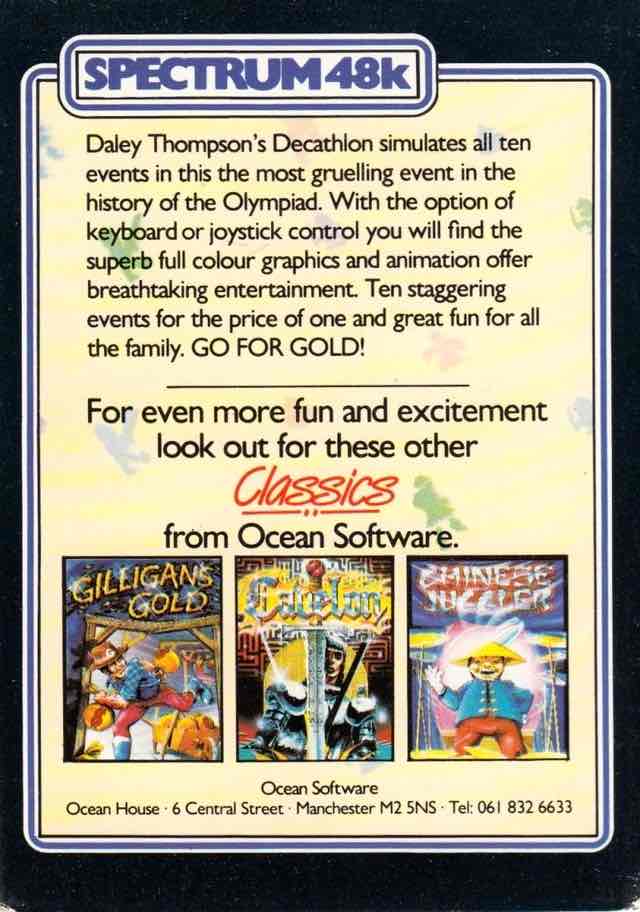 SPECTRUM 48k
Daley Thompson's Decathlon simulates all ten
events in this the most gruelling event in the
history of the Olympiad. With the option of
keyboard or joystick control you will find the
superb full colour graphics and animation offer
breathtaking entertainment. Ten staggering
events for the price of one and great fun for all
the family. GO FOR GOLD!
For even more fun and excitement
look out for these other
Classics
from Ocean Software.
GILLIGANS
GOLD
Cavelon
CHINESE
JUGGLER
Ocean Software
Ocean House · 6 Central Street · Manchester M2 5NS · Tel: 061 832 6633